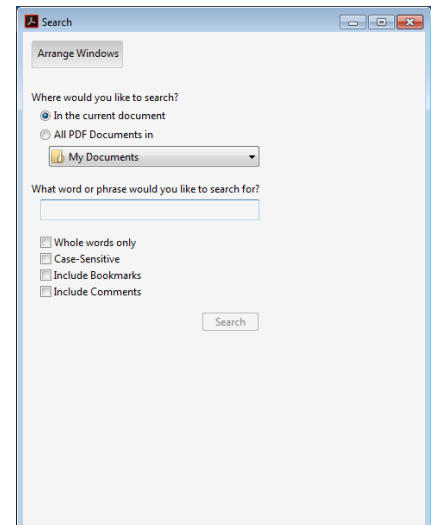 Search
Arrange Windows
Where would you like to search?
In the current document
All PDF Documents in
My Documents
What word or phrase would you like to search for?
Whole words only
Case-Sensitive
Include Bookmarks
Include Comments
Search